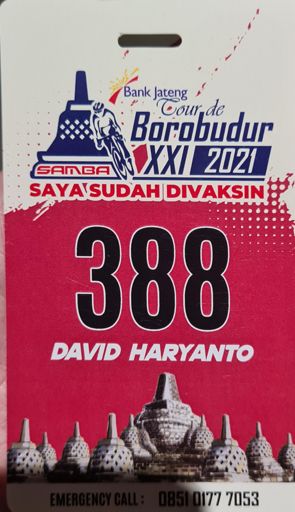 Bank Jateng
Tour de
Borobudur
XXI 2021
SAMBA
SAYA SUDAH DIVAKSIN
388
DAVID HARYANTO
EMERGENCY CALL : 0851 0177 7053